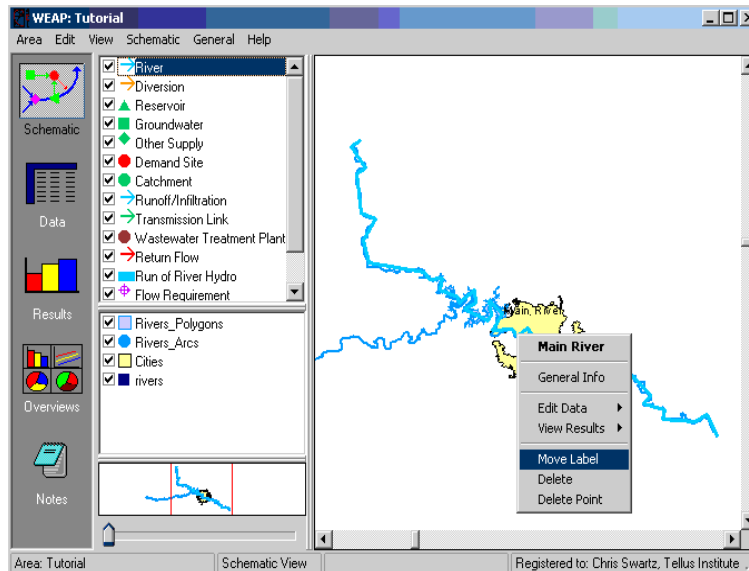 WEAP: Tutorial
Area Edit View Schematic General Help
Schematic
Data
Results
Overviews
Notes
River
Diversion
Reservoir
Groundwater
Other Supply
Demand Site
Catchment
Runoff/Infiltration
Transmission Link
Wastewater Treatment Plant
Return Flow
Run of River Hydro
Flow Requirement
Rivers_Polygons
Rivers_Arcs
Cities
rivers
Main, River
Main River
General Info
Edit Data
View Results
Move Label
Delete
Delete Point
Area: Tutorial Schematic View Registered to: Chris Swartz, Tellus Institute